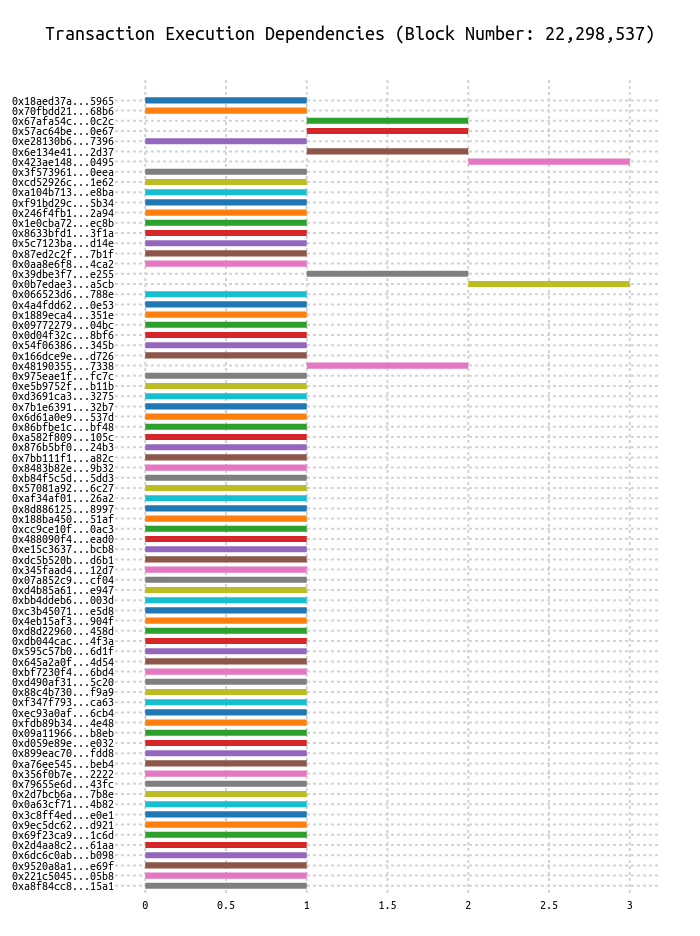 Transaction Execution Dependencies (Block Number: 22,298,537)
0x18aed37a...5965
0x70fbdd21...68b6
0x67afa54c...0c2c
0x57ac64be...0e67
0xe28130b6...7396
0x6e134e41...2d37
0x423ae148...0495
0x3f573961...0eea
0xcd52926c...1e62
0xa104b713...e8ba
0xf91bd29c...5b34
0x246f4fb1...2a94
0x1e0cba72...ec8b
0x8633bfd1...3f1a
0x5c7123ba...d14e
0x87ed2c2f...7b1f
0x0aa8e6f8...4ca2
0x39dbe3f7...e255
0x0b7edae3...a5cb
0x066523d6...788e
0x4a4fdd62...0e53
0x1889eca4...351e
0x09772279...04bc
0x0d04f32c...8bf6
0x54f06386...345b
0x166dce9e...d726
0x48190355...7338
0x975eae1f...fc7c
0xe5b9752f...b11b
0xd3691ca3...3275
0x7b1e6391...32b7
0x6d61a0e9...537d
0x86bfbe1c...bf48
0xa582f809...105c
0x876b5bf0...24b3
0x7bb111f1...a82c
0x8483b82e...9b32
0xb84f5c5d...5dd3
0x57081a92...6c27
0xaf34af01...26a2
0x8d886125...8997
0x188ba450...51af
0xcc9ce10f...0ac3
0x488090f4...ead0
0xe15c3637...bcb8
0xdc5b520b...d6b1
0x345faad4...12d7
0x07a852c9...cf04
0xd4b85a61...e947
0xbb4ddeb6...003d
0xc3b45071...e5d8
0x4eb15af3...904f
0xd8d22960...458d
0xdb044cac...4f3a
0x595c57b0...6d1f
0x645a2a0f...4d54
0xbf7230f4...6bd4
0xd490af31...5c20
0x88c4b730...f9a9
0xf347f793...ca63
0xec93a0af...6cb4
0xfdb89b34...4e48
0x09a11966...b8eb
0xd059e89e...e032
0x899eac70...fdd8
0xa76ee545...beb4
0x356f0b7e...2222
0x79655e6d...43fc
0x2d7bcb6a...7b8e
0x0a63cf71...4b82
0x3c8ff4ed...e0e1
0x9ec5dc62...d921
0x69f23ca9...1c6d
0x2d4aa8c2...61aa
0x6dc6c0ab...b098
0x9520a8a1...e69f
0x221c5045...05b8
0xa8f84cc8...15a1
0 0.5 1 1.5 2 2.5 3